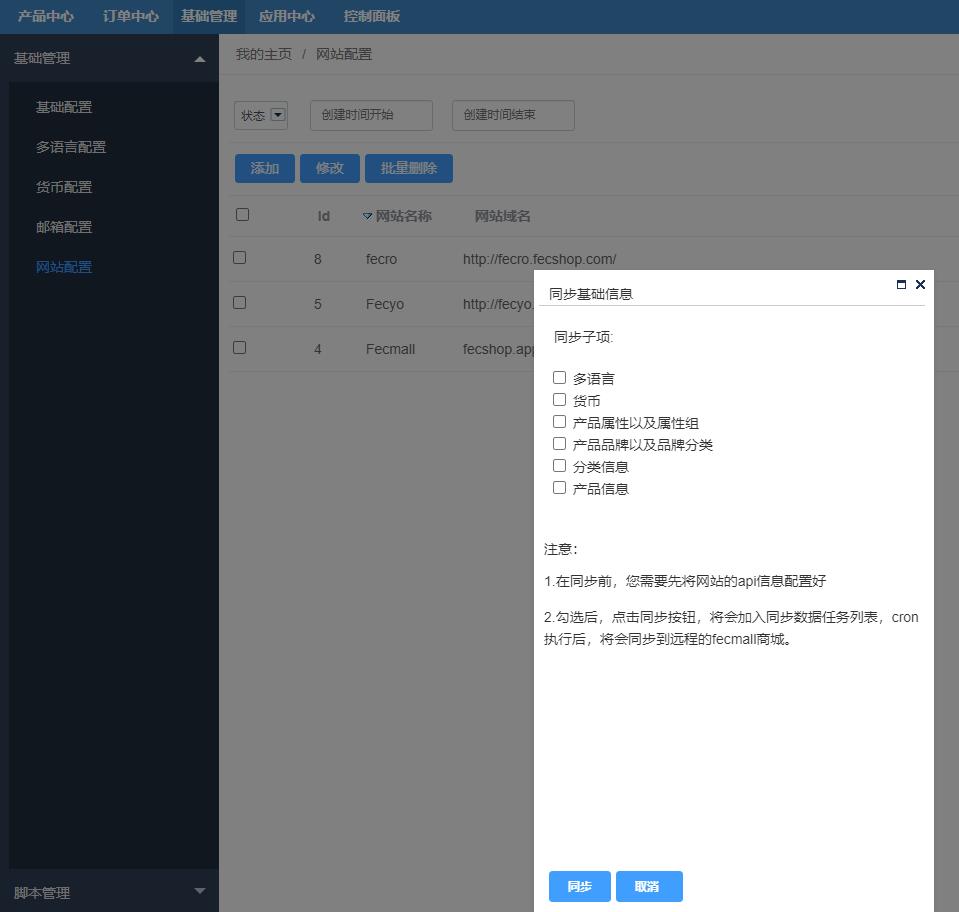 产品中心 订单中心 基础管理 应用中心 控制面板
基础管理
我的主页 / 网站配置
基础配置
多语言配置
货币配置
邮箱配置
网站配置
脚本管理
状态 创建时间开始 创建时间结束
添加 修改 批量删除
Id 网站名称 网站域名
8 fecro http://fecro.fecshop.com/
5 Fecyo http://fecyo.
4 Fecmall fecshop.app
同步基础信息
同步子项:
多语言
货币
产品属性以及属性组
产品品牌以及品牌分类
分类信息
产品信息
注意：
1.在同步前，您需要先将网站的api信息配置好
2.勾选后，点击同步按钮，将会加入同步数据任务列表，cron
执行后，将会同步到远程的fecmall商城。
同步 取消